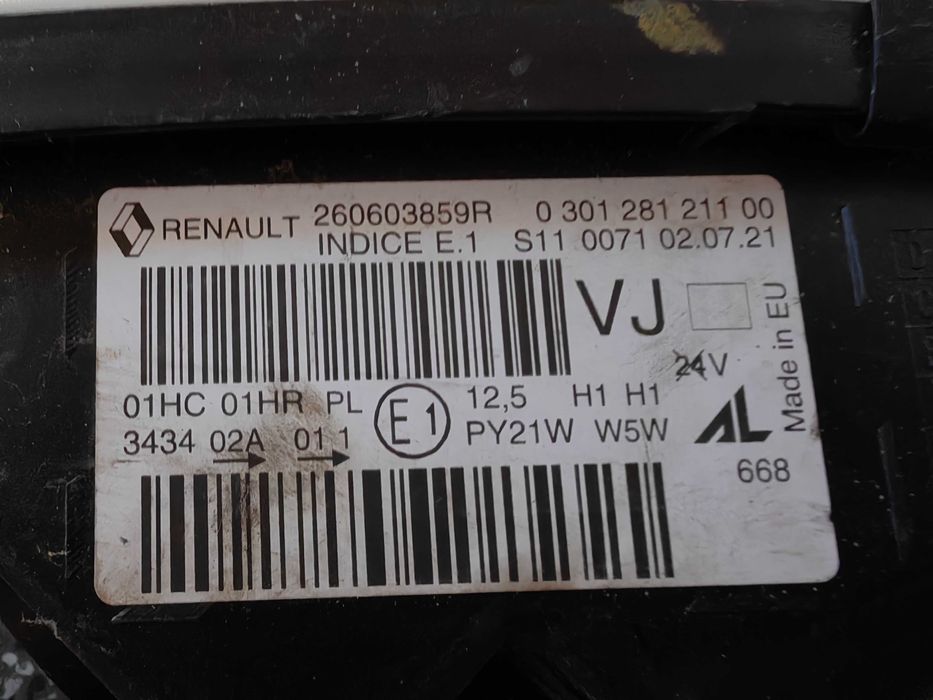 RENAULT 260603859R 0 301 281 211 00
INDICE E.1 S11 0071 02.07.21
VJ
Made in EU
24V
01HC 01HR PL E1 12,5 H1 H1
3434 02A 01 1 PY21W W5W AL
668